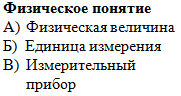 Физическое понятие
А) Физическая величина
Б) Единица измерения
В) Измерительный
прибор